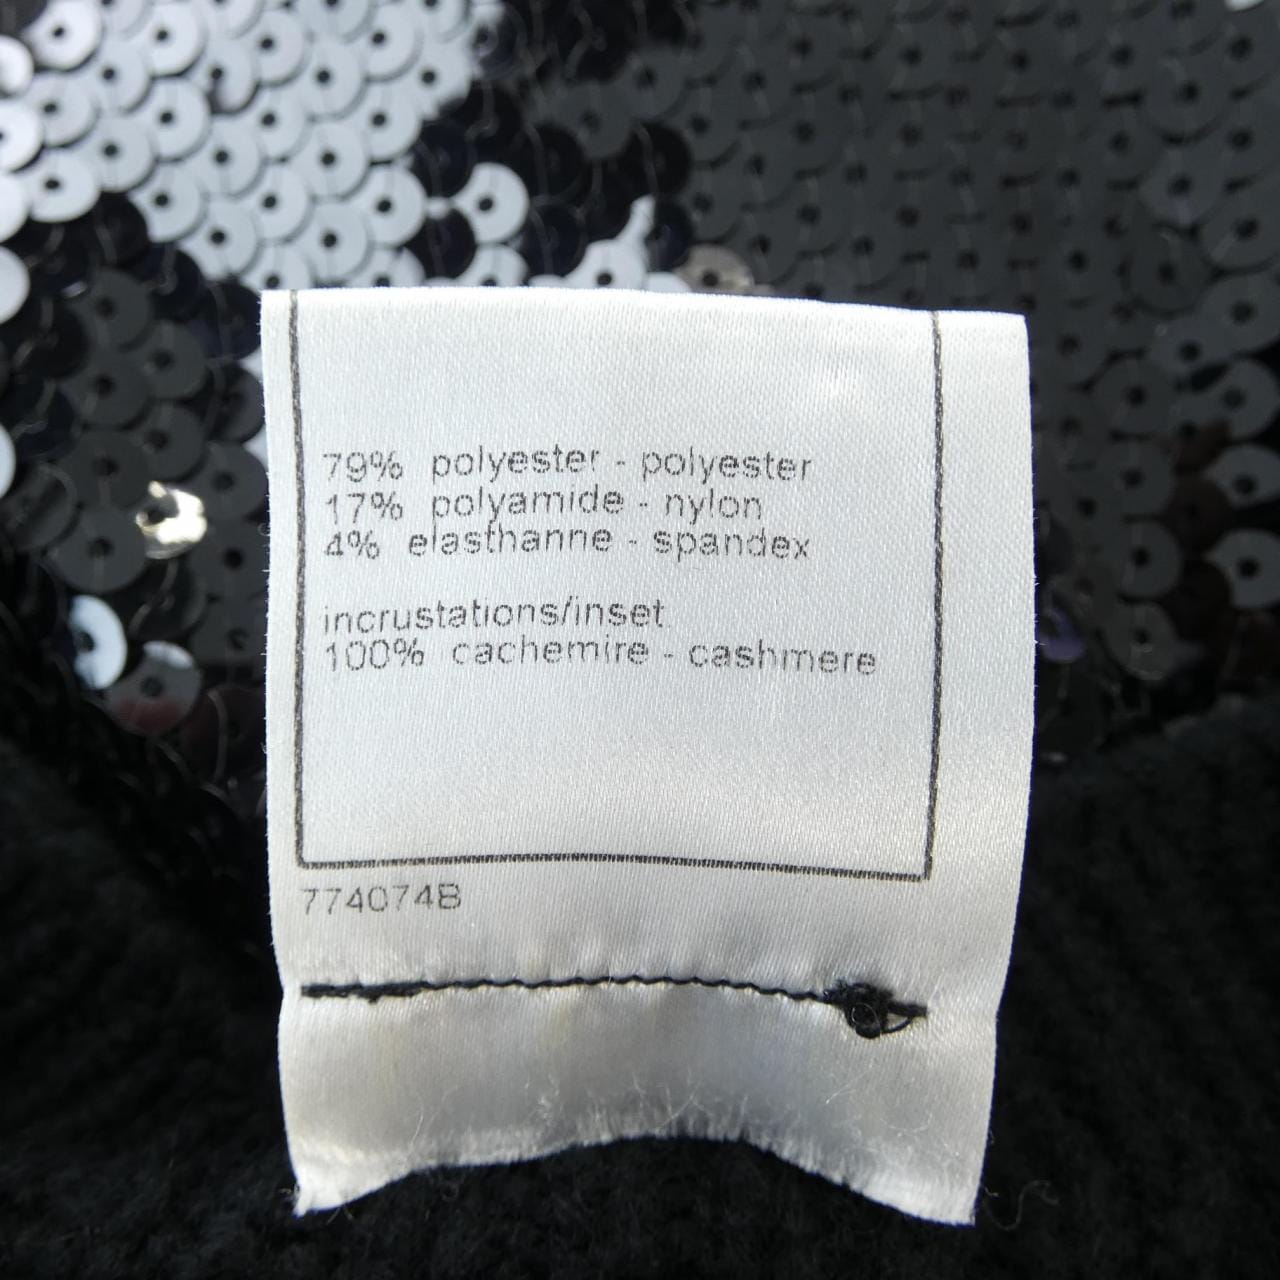 79% polyester - polyester
17% polyamide - nylon
4% elasthanne - spandex
incrustations/inset
100% cachemire - cashmere
774074B